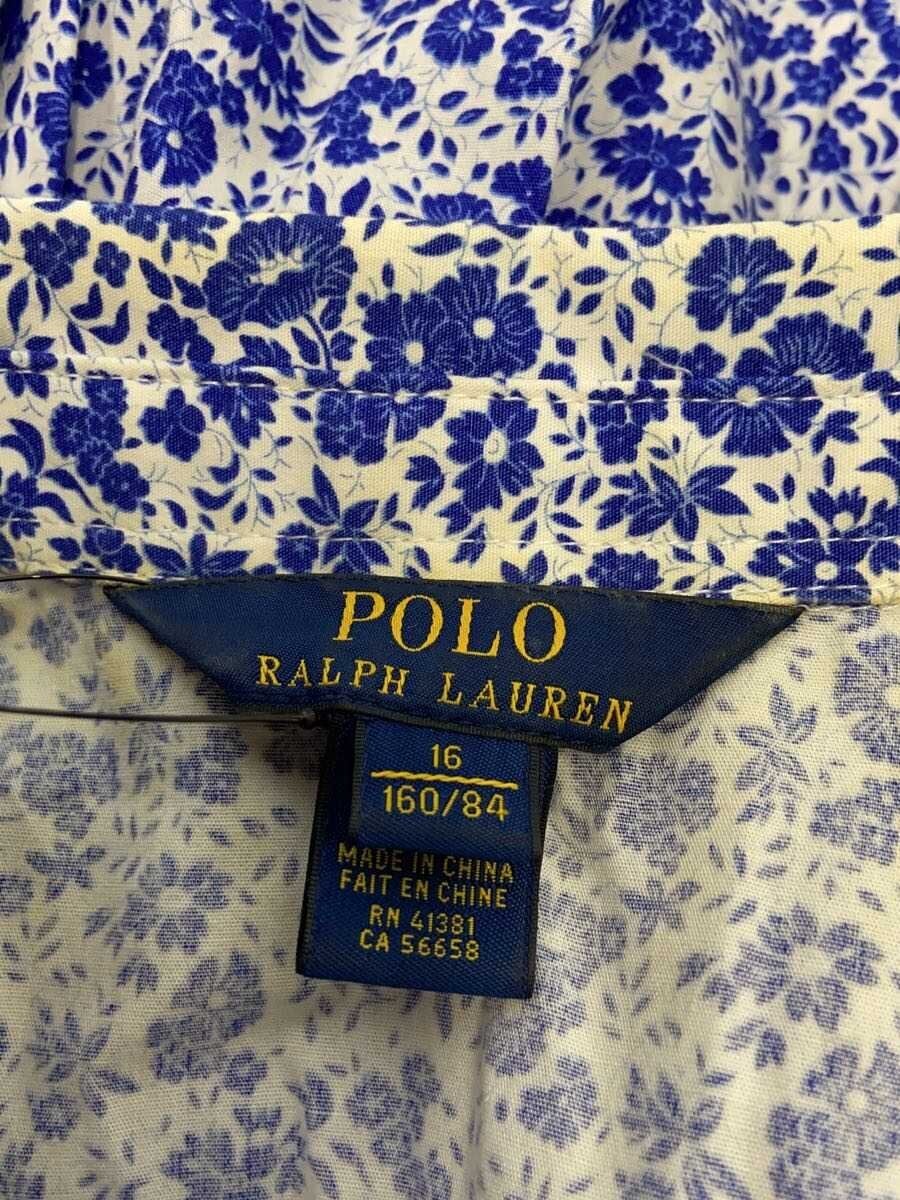 POLO
RALPH LAUREN
16
160/84
MADE IN CHINA
FAIT EN CHINE
RN 41381
CA 56658